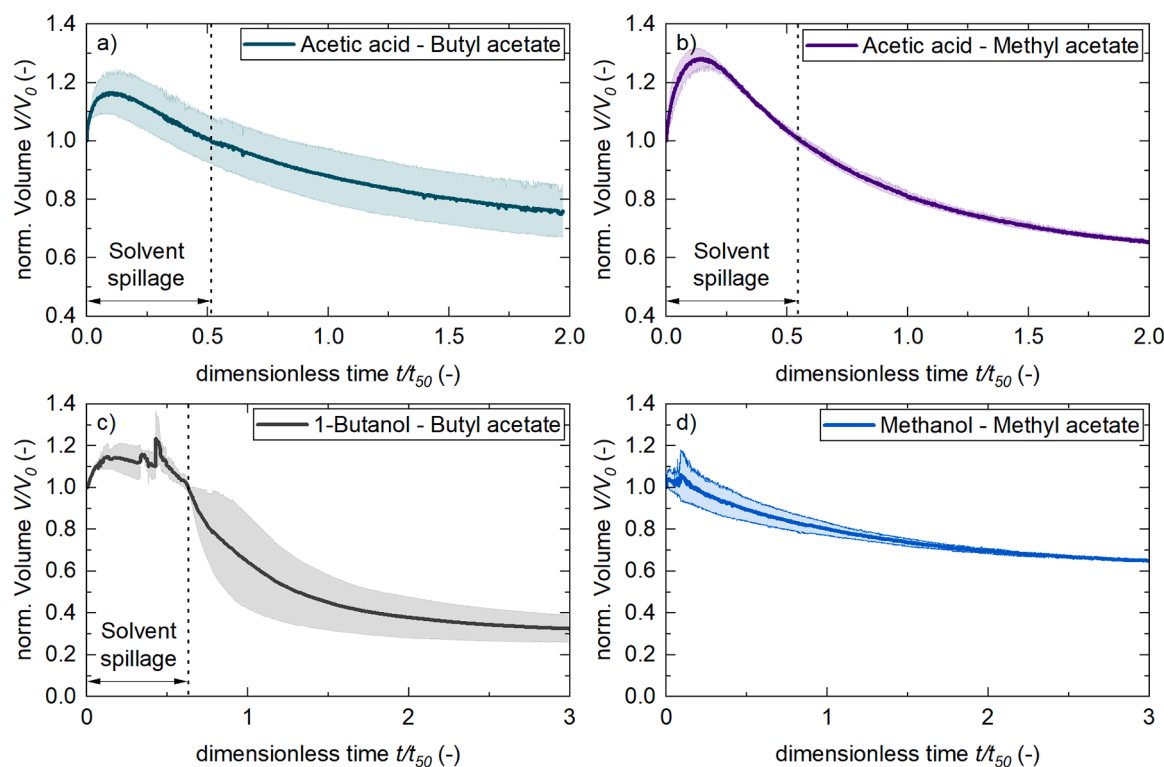 a)
Acetic acid - Butyl acetate
norm. Volume V/V0 (-)
1.4
1.2
1.0
0.8
0.6
0.4
Solvent
spillage
0.0
0.5
1.0
1.5
2.0
dimensionless time t/t50 (-)
b)
Acetic acid - Methyl acetate
norm. Volume V/V0 (-)
1.4
1.2
1.0
0.8
0.6
0.4
Solvent
spillage
0.0
0.5
1.0
1.5
2.0
dimensionless time t/t50 (-)
c)
1-Butanol - Butyl acetate
norm. Volume V/V0 (-)
1.4
1.2
1.0
0.8
0.6
0.4
0.2
0.0
Solvent
spillage
0
1
2
3
dimensionless time t/t50 (-)
d)
Methanol - Methyl acetate
norm. Volume V/V0 (-)
1.4
1.2
1.0
0.8
0.6
0.4
0.2
0.0
0
1
2
3
dimensionless time t/t50 (-)